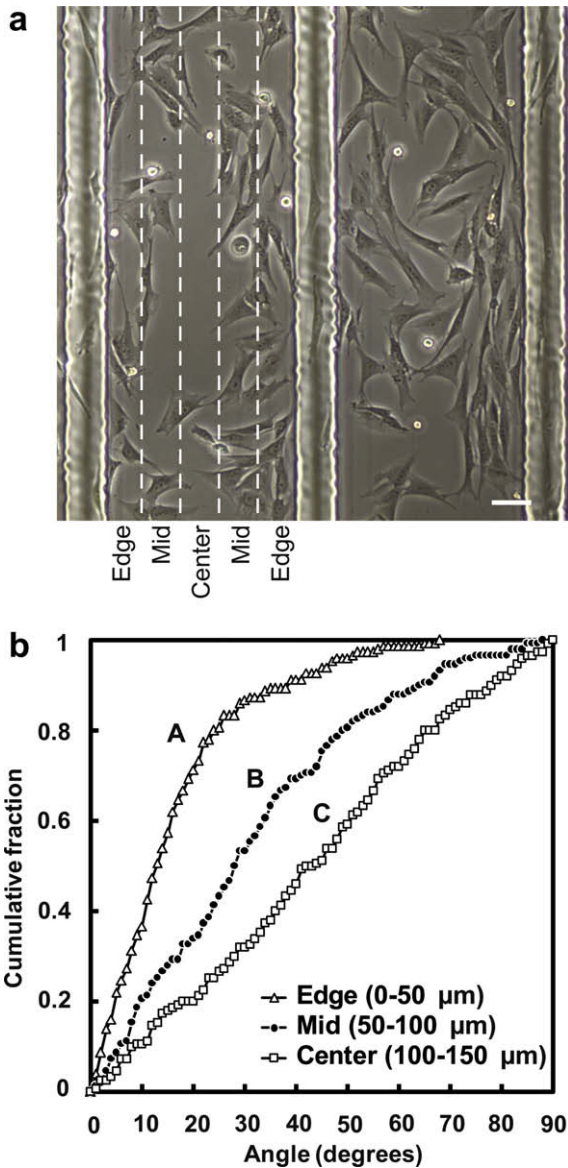 a
Edge
Mid
Center
Mid
Edge
b
1
0.8
0.6
0.4
0.2
0
A
B
C
Edge (0-50 µm)
Mid (50-100 µm)
Center (100-150 µm)
0 10 20 30 40 50 60 70 80 90
Cumulative fraction
Angle (degrees)